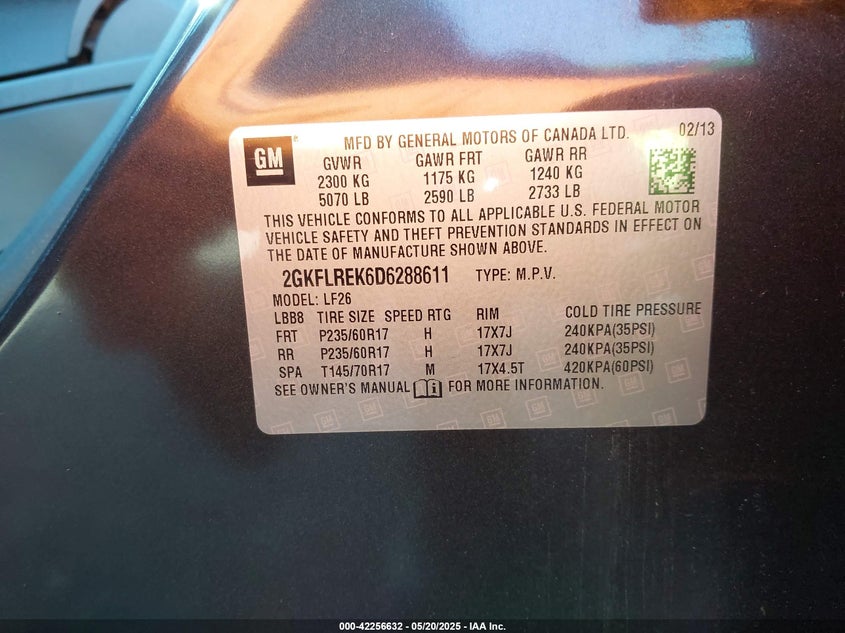 GM
MFD BY GENERAL MOTORS OF CANADA LTD. 02/13
GVWR GAWR FRT GAWR RR
2300 KG 1175 KG 1240 KG
5070 LB 2590 LB 2733 LB
THIS VEHICLE CONFORMS TO ALL APPLICABLE U.S. FEDERAL MOTOR
VEHICLE SAFETY AND THEFT PREVENTION STANDARDS IN EFFECT ON
THE DATE OF MANUFACTURE SHOWN ABOVE.
2GKFLREK6D6288611 TYPE: M.P.V.
MODEL: LF26
LBB8 TIRE SIZE SPEED RTG RIM COLD TIRE PRESSURE
FRT P235/60R17 H 17X7J 240KPA(35PSI)
RR P235/60R17 H 17X7J 240KPA(35PSI)
SPA T145/70R17 M 17X4.5T 420KPA(60PSI)
SEE OWNER'S MANUAL FOR MORE INFORMATION.
000-42256632 - 05/20/2025 - IAA Inc.